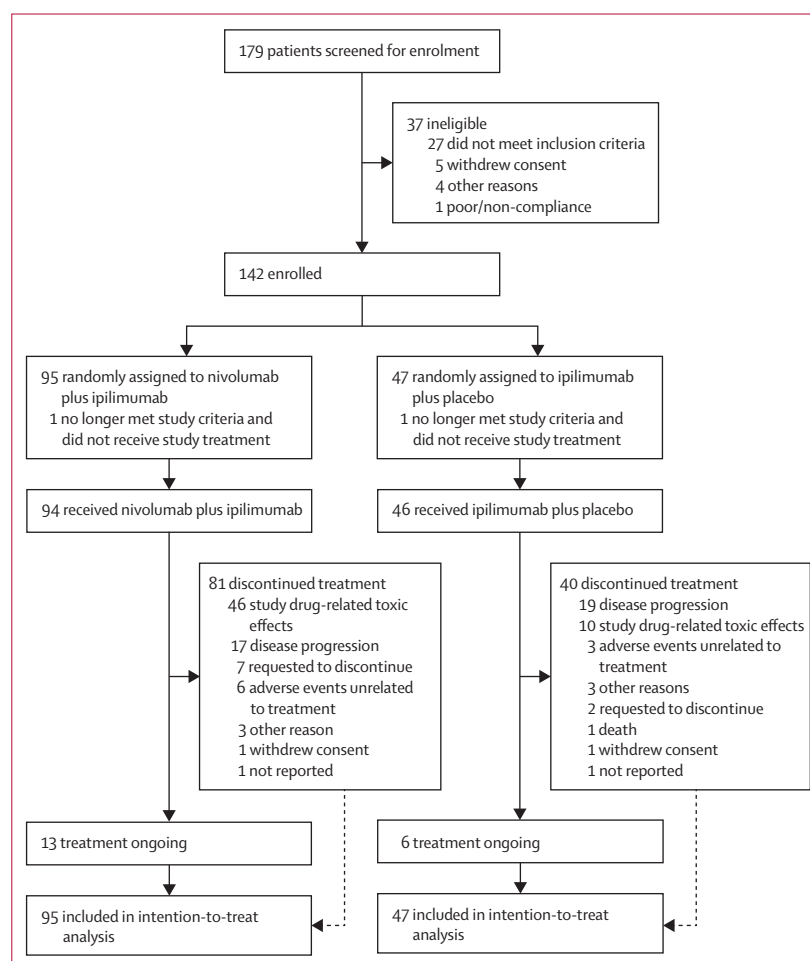 179 patients screened for enrolment
37 ineligible
27 did not meet inclusion criteria
5 withdrew consent
4 other reasons
1 poor/non-compliance
142 enrolled
95 randomly assigned to nivolumab
plus ipilimumab
1 no longer met study criteria and
did not receive study treatment
47 randomly assigned to ipilimumab
plus placebo
1 no longer met study criteria and
did not receive study treatment
94 received nivolumab plus ipilimumab
46 received ipilimumab plus placebo
81 discontinued treatment
46 study drug-related toxic
effects
17 disease progression
7 requested to discontinue
6 adverse events unrelated
to treatment
3 other reason
1 withdrew consent
1 not reported
40 discontinued treatment
19 disease progression
10 study drug-related toxic effects
3 adverse events unrelated to
treatment
3 other reasons
2 requested to discontinue
1 death
1 withdrew consent
1 not reported
13 treatment ongoing
6 treatment ongoing
95 included in intention-to-treat
analysis
47 included in intention-to-treat
analysis